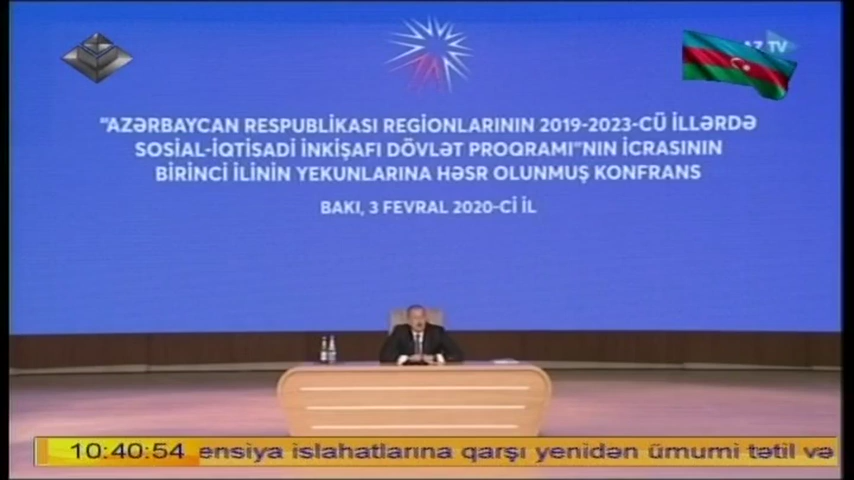 AZ TV
"AZƏRBAYCAN RESPUBLİKASI REGİONLARININ 2019-2023-CÜ İLLƏRDƏ
SOSİAL-İQTİSADİ İNKİŞAFI DÖVLƏT PROQRAMI"NIN İCRASININ
BİRİNCİ İLİNİN YEKUNLARINA HƏSR OLUNMUŞ KONFRANS
BAKI, 3 FEVRAL 2020-Cİ İL
10:40:54 ensiya islahatlarına qarşı yenidən ümumi tətil və